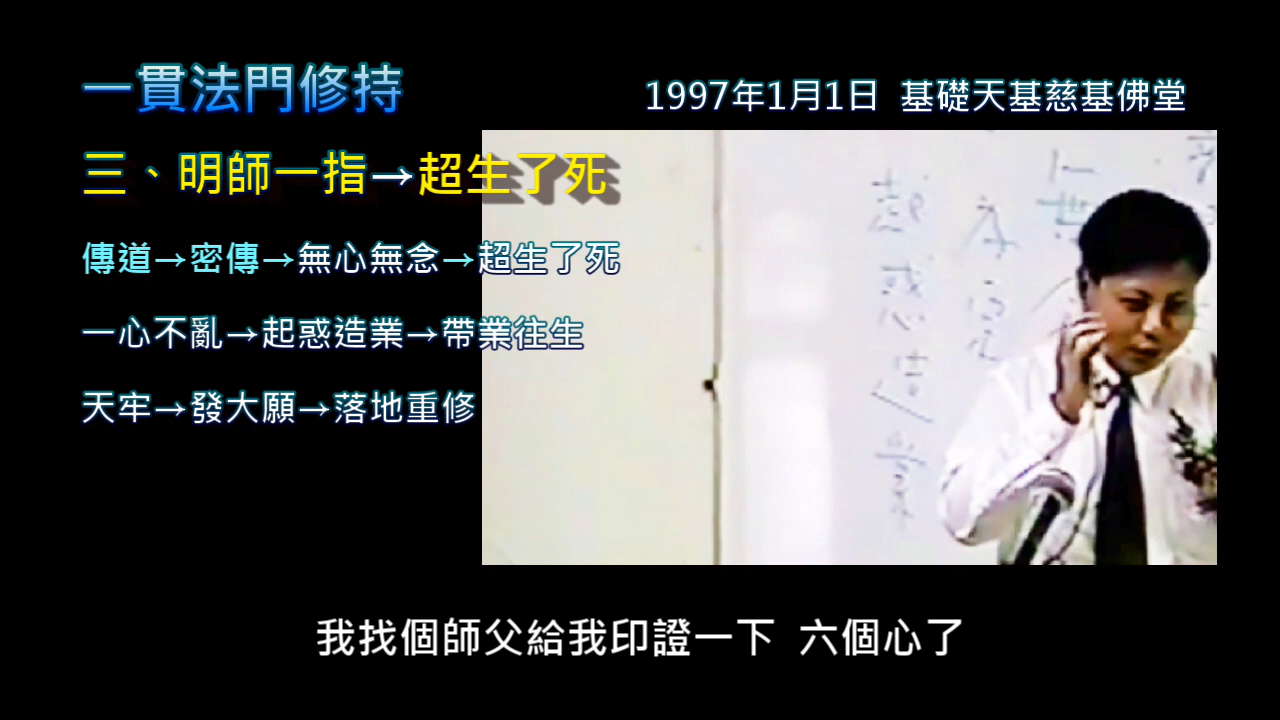 一貫法門修持
1997年1月1日 基礎天基慈基佛堂
三、明師一指→超生了死
傳道→密傳→無心無念→超生了死
一心不亂→起惑造業→帶業往生
天牢→發大願→落地重修
起惑造業
我找個師父給我印證一下 六個心了